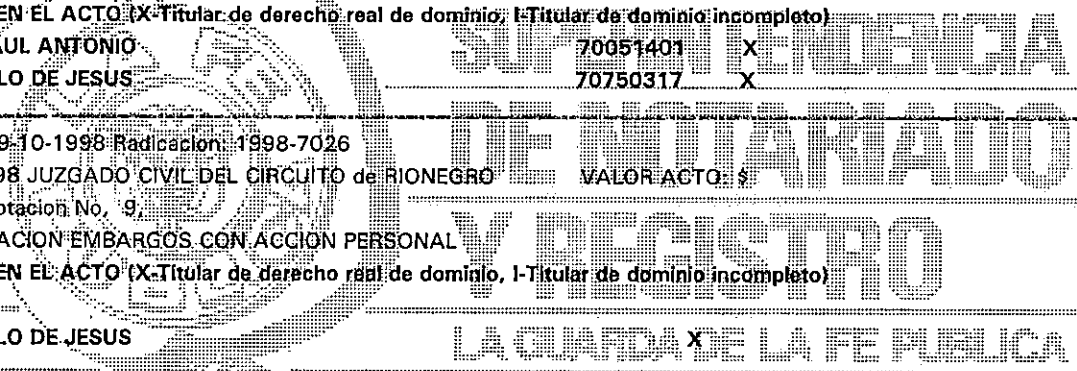 EN EL ACTO (X-Titular de derecho real de dominio, I-Titular de dominio incompleto)
AUL ANTONIO 70051401 X
LO DE JESUS 70750317 X
9-10-1998 Radicacion: 1998-7026
98 JUZGADO CIVIL DEL CIRCUITO de RIONEGRO VALOR ACTO: $
otacion No, 9,
ACION EMBARGOS CON ACCION PERSONAL
EN EL ACTO (X-Titular de derecho real de dominio, I-Titular de dominio incompleto)
LO DE JESUS X
SUPERINTENDENCIA
DE NOTARIADO
Y REGISTRO
LA GUARDA DE LA FE PUBLICA